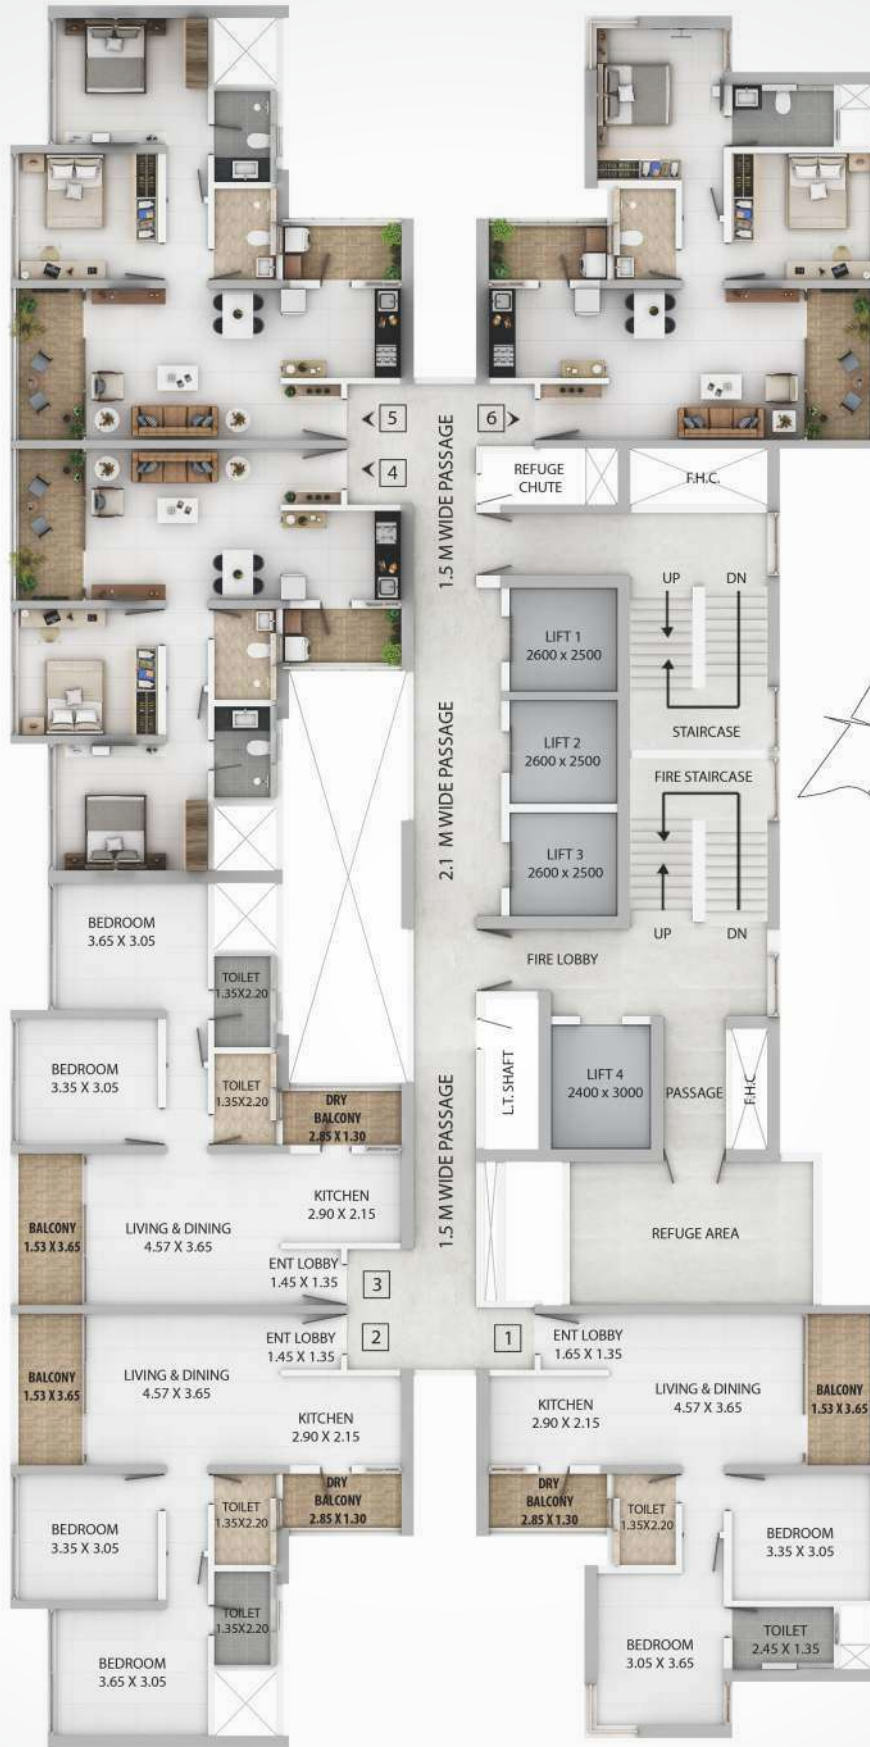 5
6
4
1.5 M WIDE PASSAGE
REFUGE
CHUTE
F.H.C.
UP
DN
LIFT 1
2600 x 2500
STAIRCASE
2.1 M WIDE PASSAGE
LIFT 2
2600 x 2500
FIRE STAIRCASE
LIFT 3
2600 x 2500
UP
DN
FIRE LOBBY
BEDROOM
3.65 X 3.05
TOILET
1.35X2.20
BEDROOM
3.35 X 3.05
TOILET
1.35X2.20
DRY
BALCONY
2.85 X 1.30
1.5 M WIDE PASSAGE
L.T. SHAFT
LIFT 4
2400 x 3000
PASSAGE
F.H.C
KITCHEN
2.90 X 2.15
BALCONY
1.53 X 3.65
LIVING & DINING
4.57 X 3.65
ENT LOBBY
1.45 X 1.35
3
REFUGE AREA
ENT LOBBY
1.45 X 1.35
2
1
ENT LOBBY
1.65 X 1.35
BALCONY
1.53 X 3.65
LIVING & DINING
4.57 X 3.65
KITCHEN
2.90 X 2.15
KITCHEN
2.90 X 2.15
LIVING & DINING
4.57 X 3.65
BALCONY
1.53 X 3.65
BEDROOM
3.35 X 3.05
TOILET
1.35X2.20
DRY
BALCONY
2.85 X 1.30
DRY
BALCONY
2.85 X 1.30
TOILET
1.35X2.20
BEDROOM
3.35 X 3.05
TOILET
1.35X2.20
BEDROOM
3.65 X 3.05
BEDROOM
3.05 X 3.65
TOILET
2.45 X 1.35